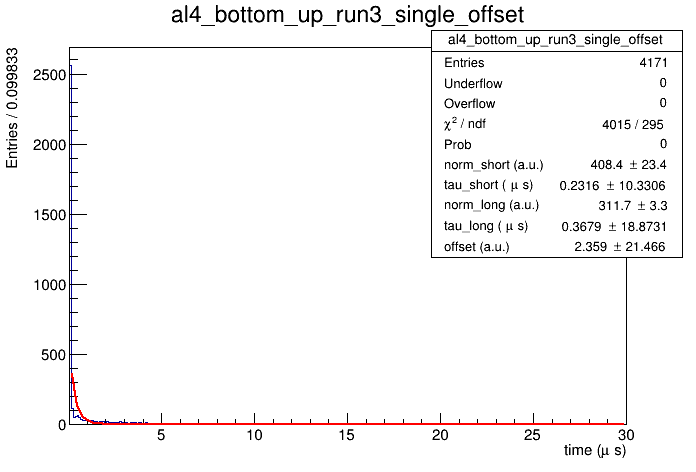 al4_bottom_up_run3_single_offset
al4_bottom_up_run3_single_offset
Entries 4171
Underflow 0
Overflow 0
χ² / ndf 4015 / 295
Prob 0
norm_short (a.u.) 408.4 ± 23.4
tau_short ( μ s) 0.2316 ± 10.3306
norm_long (a.u.) 311.7 ± 3.3
tau_long ( μ s) 0.3679 ± 18.8731
offset (a.u.) 2.359 ± 21.466
Entries / 0.099833
2500
2000
1500
1000
500
0
5 10 15 20 25 30
time (μ s)